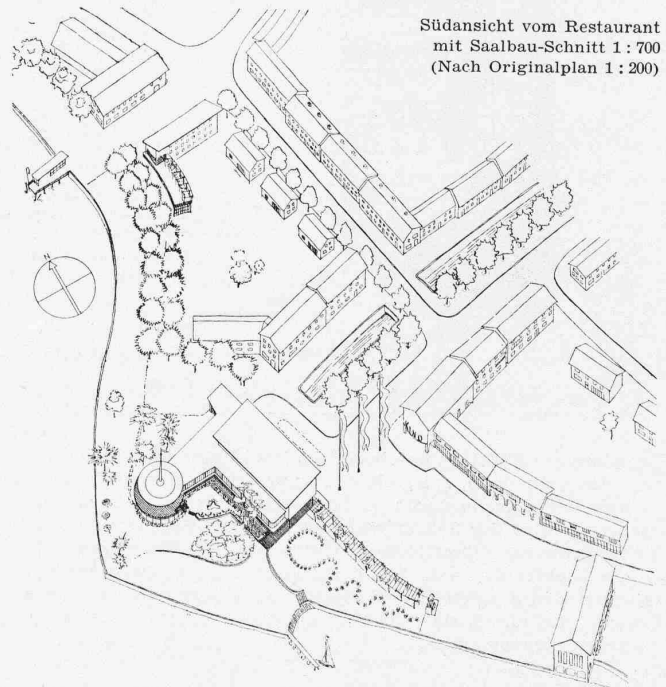 Südansicht vom Restaurant
mit Saalbau-Schnitt 1 : 700
(Nach Originalplan 1 : 200)
N